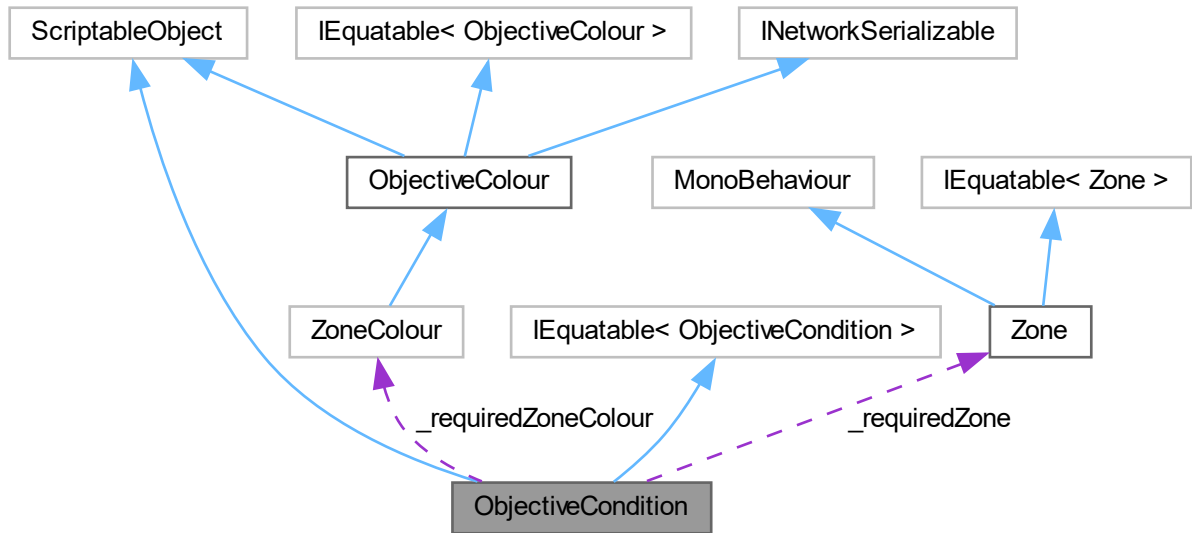 ScriptableObject
IEquatable< ObjectiveColour >
INetworkSerializable
ObjectiveColour
MonoBehaviour
IEquatable< Zone >
ZoneColour
IEquatable< ObjectiveCondition >
Zone
_requiredZoneColour
_requiredZone
ObjectiveCondition